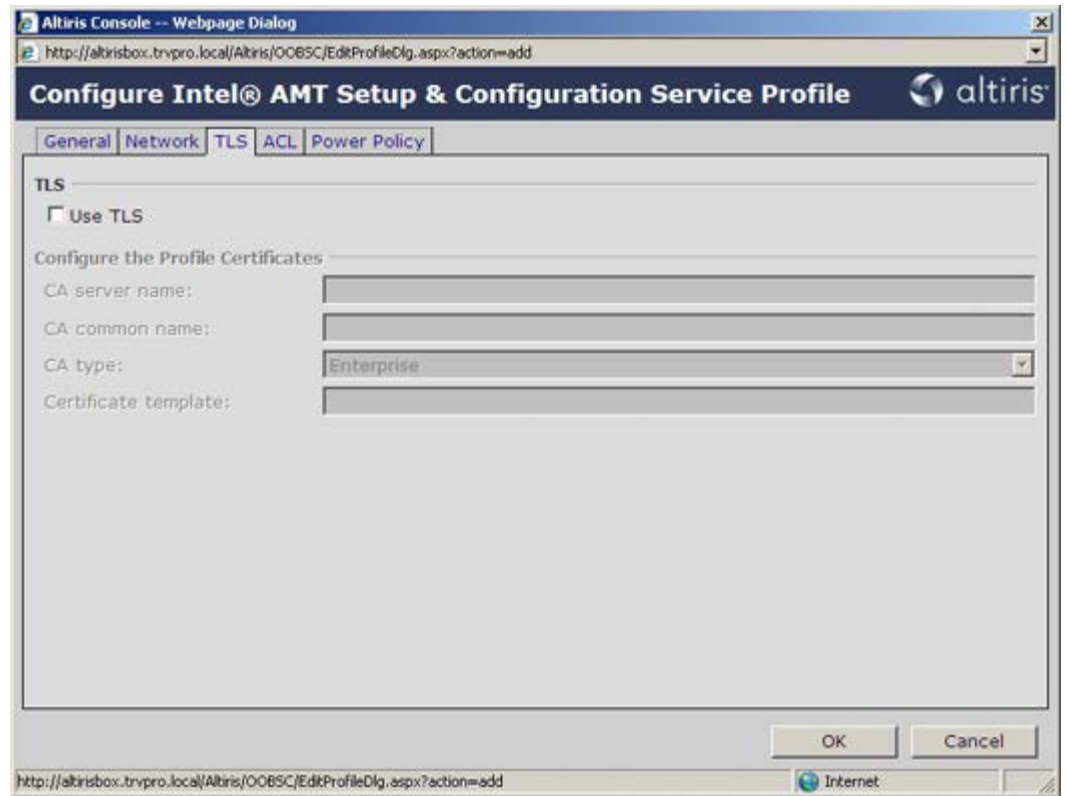 Altiris Console -- Webpage Dialog
http://altirisbox.trvpro.local/Altiris/OOBSC/EditProfileDlg.aspx?action=add
Configure Intel® AMT Setup & Configuration Service Profile altiris
General Network TLS ACL Power Policy
TLS
Use TLS
Configure the Profile Certificates
CA server name:
CA common name:
CA type: Enterprise
Certificate template:
OK Cancel
http://altirisbox.trvpro.local/Altiris/OOBSC/EditProfileDlg.aspx?action=add Internet